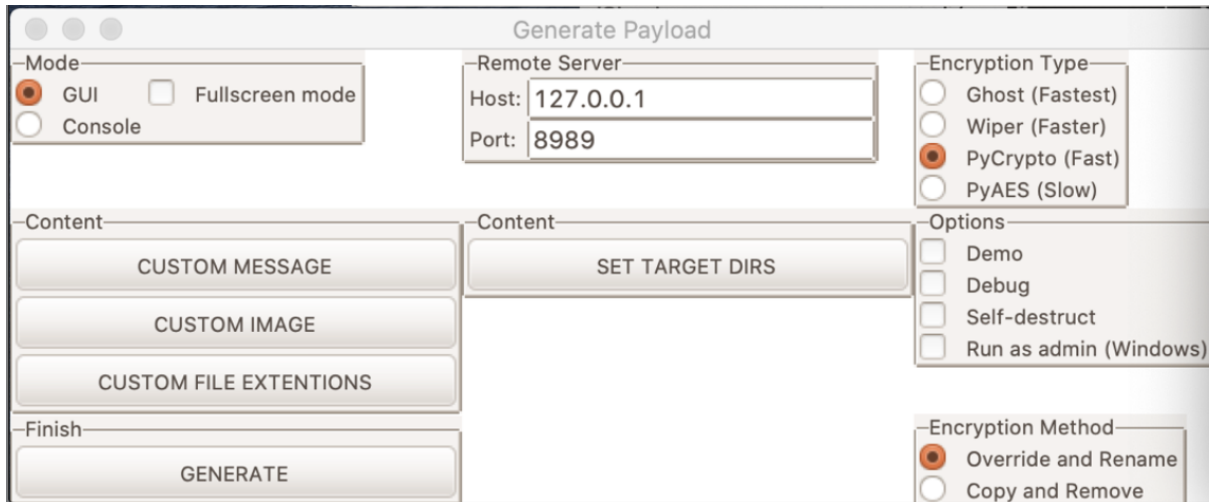 Generate Payload
Mode
GUI Fullscreen mode
Console
Remote Server
Host: 127.0.0.1
Port: 8989
Encryption Type
Ghost (Fastest)
Wiper (Faster)
PyCrypto (Fast)
PyAES (Slow)
Content
CUSTOM MESSAGE
CUSTOM IMAGE
CUSTOM FILE EXTENTIONS
Content
SET TARGET DIRS
Options
Demo
Debug
Self-destruct
Run as admin (Windows)
Finish
GENERATE
Encryption Method
Override and Rename
Copy and Remove